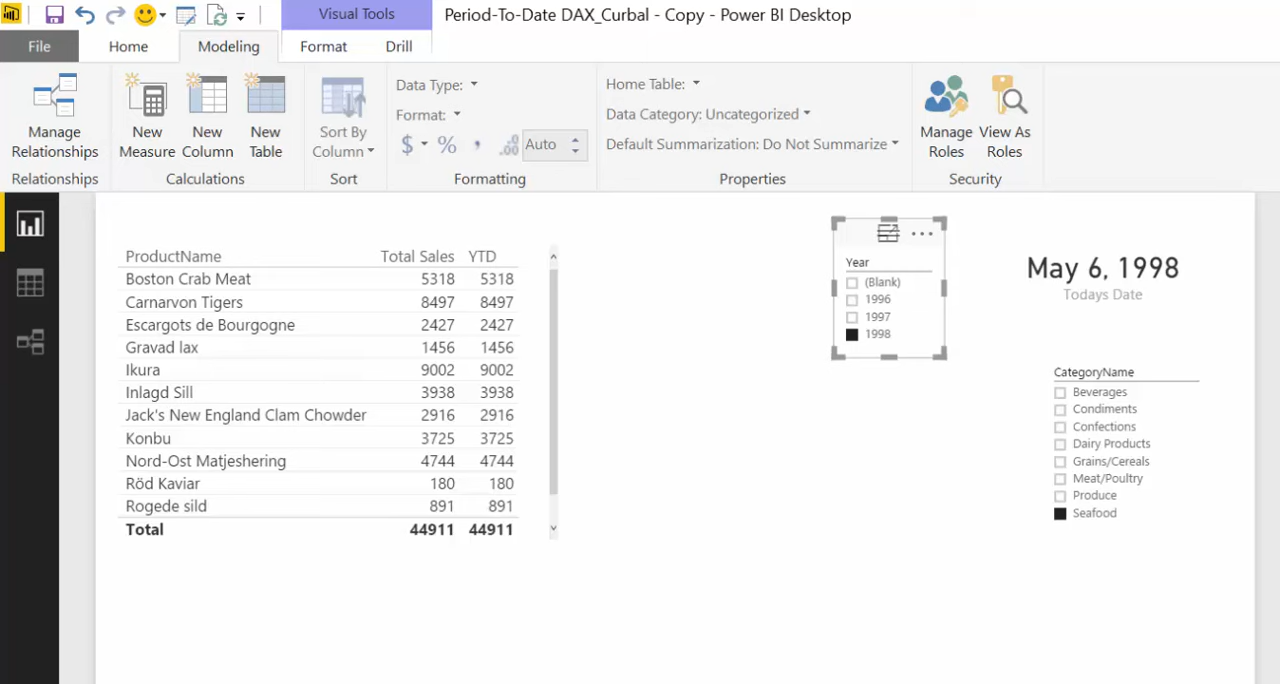 Visual Tools
Period-To-Date DAX_Curbal - Copy - Power BI Desktop
File Home Modeling Format Drill
Manage Relationships
Relationships
New Measure
New Column
New Table
Calculations
Sort By Column
Sort
Data Type:
Format:
$ % , .00 Auto
Formatting
Home Table:
Data Category: Uncategorized
Default Summarization: Do Not Summarize
Properties
Manage Roles
View As Roles
Security
ProductName Total Sales YTD
Boston Crab Meat 5318 5318
Carnarvon Tigers 8497 8497
Escargots de Bourgogne 2427 2427
Gravad lax 1456 1456
Ikura 9002 9002
Inlagd Sill 3938 3938
Jack's New England Clam Chowder 2916 2916
Konbu 3725 3725
Nord-Ost Matjeshering 4744 4744
Röd Kaviar 180 180
Rogede sild 891 891
Total 44911 44911
Year
(Blank)
1996
1997
1998
May 6, 1998
Todays Date
CategoryName
Beverages
Condiments
Confections
Dairy Products
Grains/Cereals
Meat/Poultry
Produce
Seafood